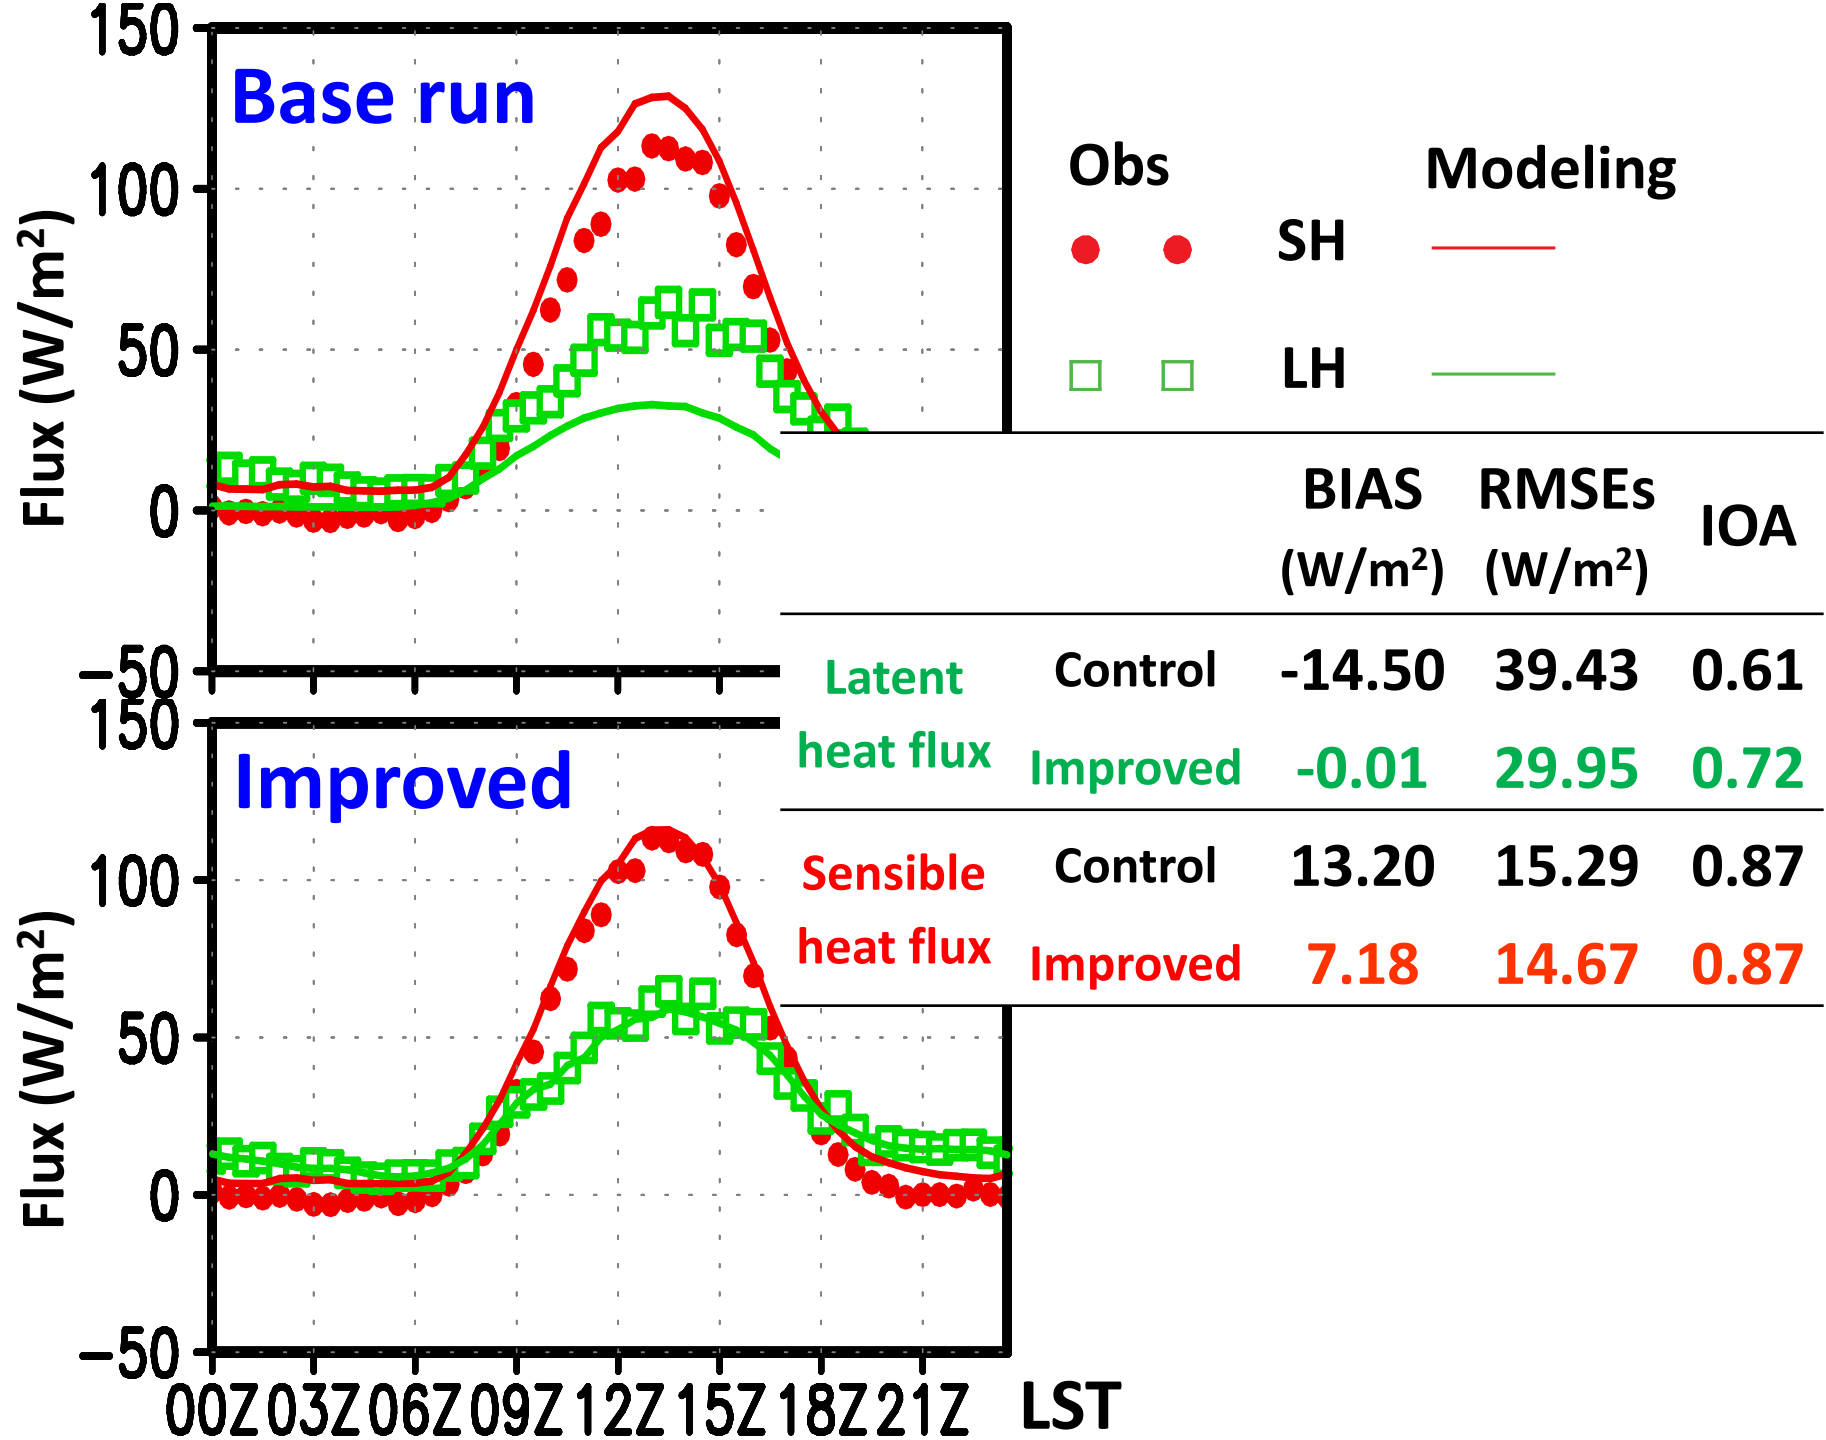 150
Base run
100
50
0
−50
Flux (W/m²)
Obs
Modeling
SH
LH
BIAS RMSEs IOA
(W/m²) (W/m²)
Latent heat flux
Control -14.50 39.43 0.61
Improved -0.01 29.95 0.72
Sensible heat flux
Control 13.20 15.29 0.87
Improved 7.18 14.67 0.87
150
Improved
100
50
0
−50
Flux (W/m²)
00Z 03Z 06Z 09Z 12Z 15Z 18Z 21Z LST